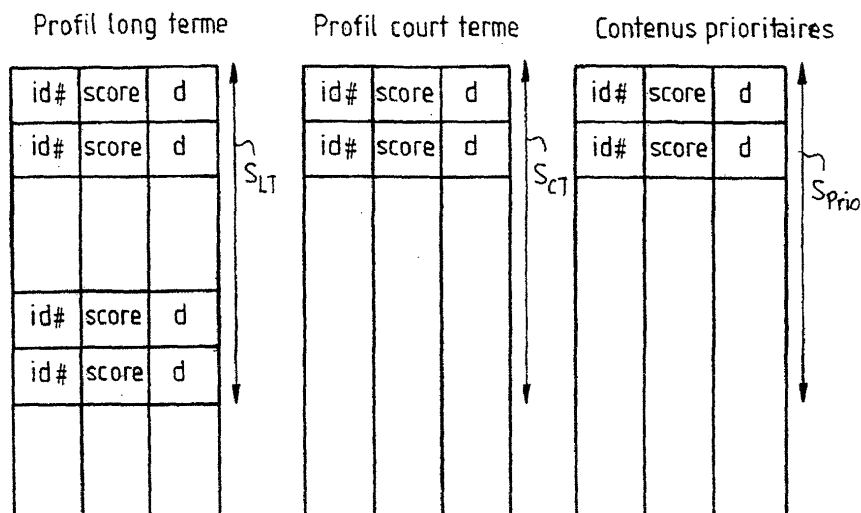 Profil long terme Profil court terme Contenus prioritaires
id# score d id# score d id# score d
id# score d id# score d id# score d
S_LT S_CT S_Prio
id# score d
id# score d